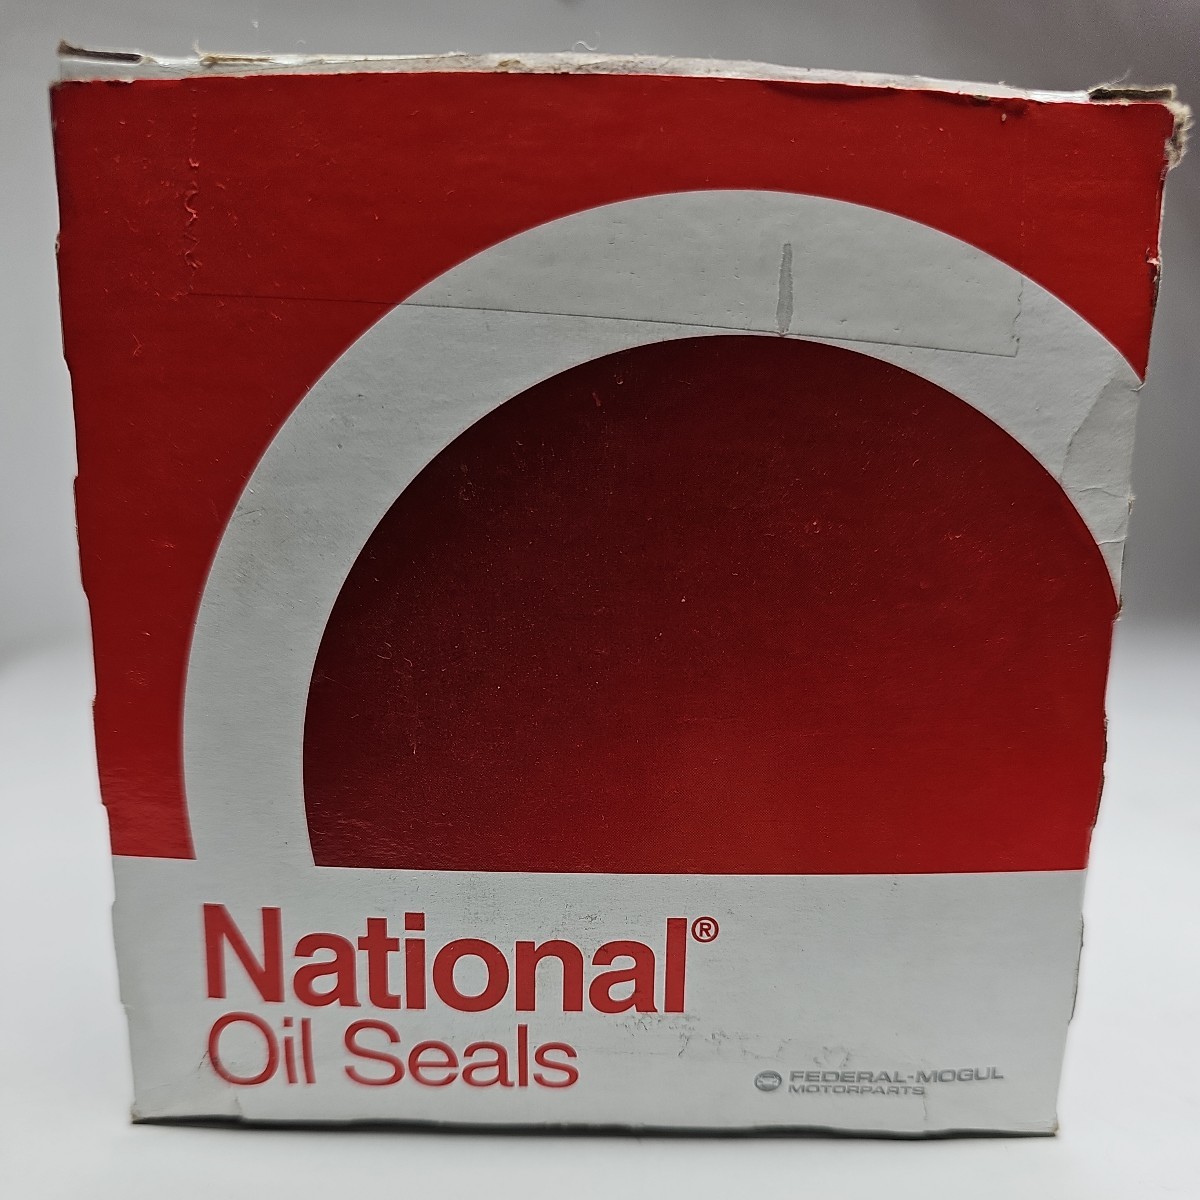 National®
Oil Seals
FEDERAL-MOGUL
MOTORPARTS